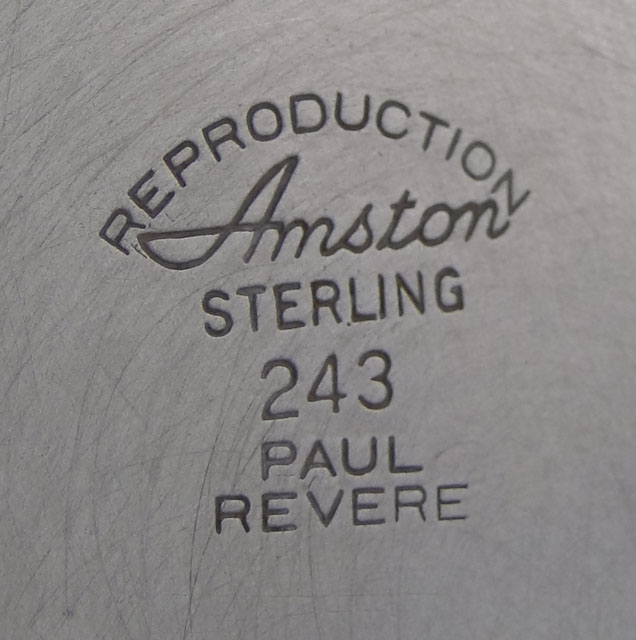 REPRODUCTION
Amston
STERLING
243
PAUL
REVERE